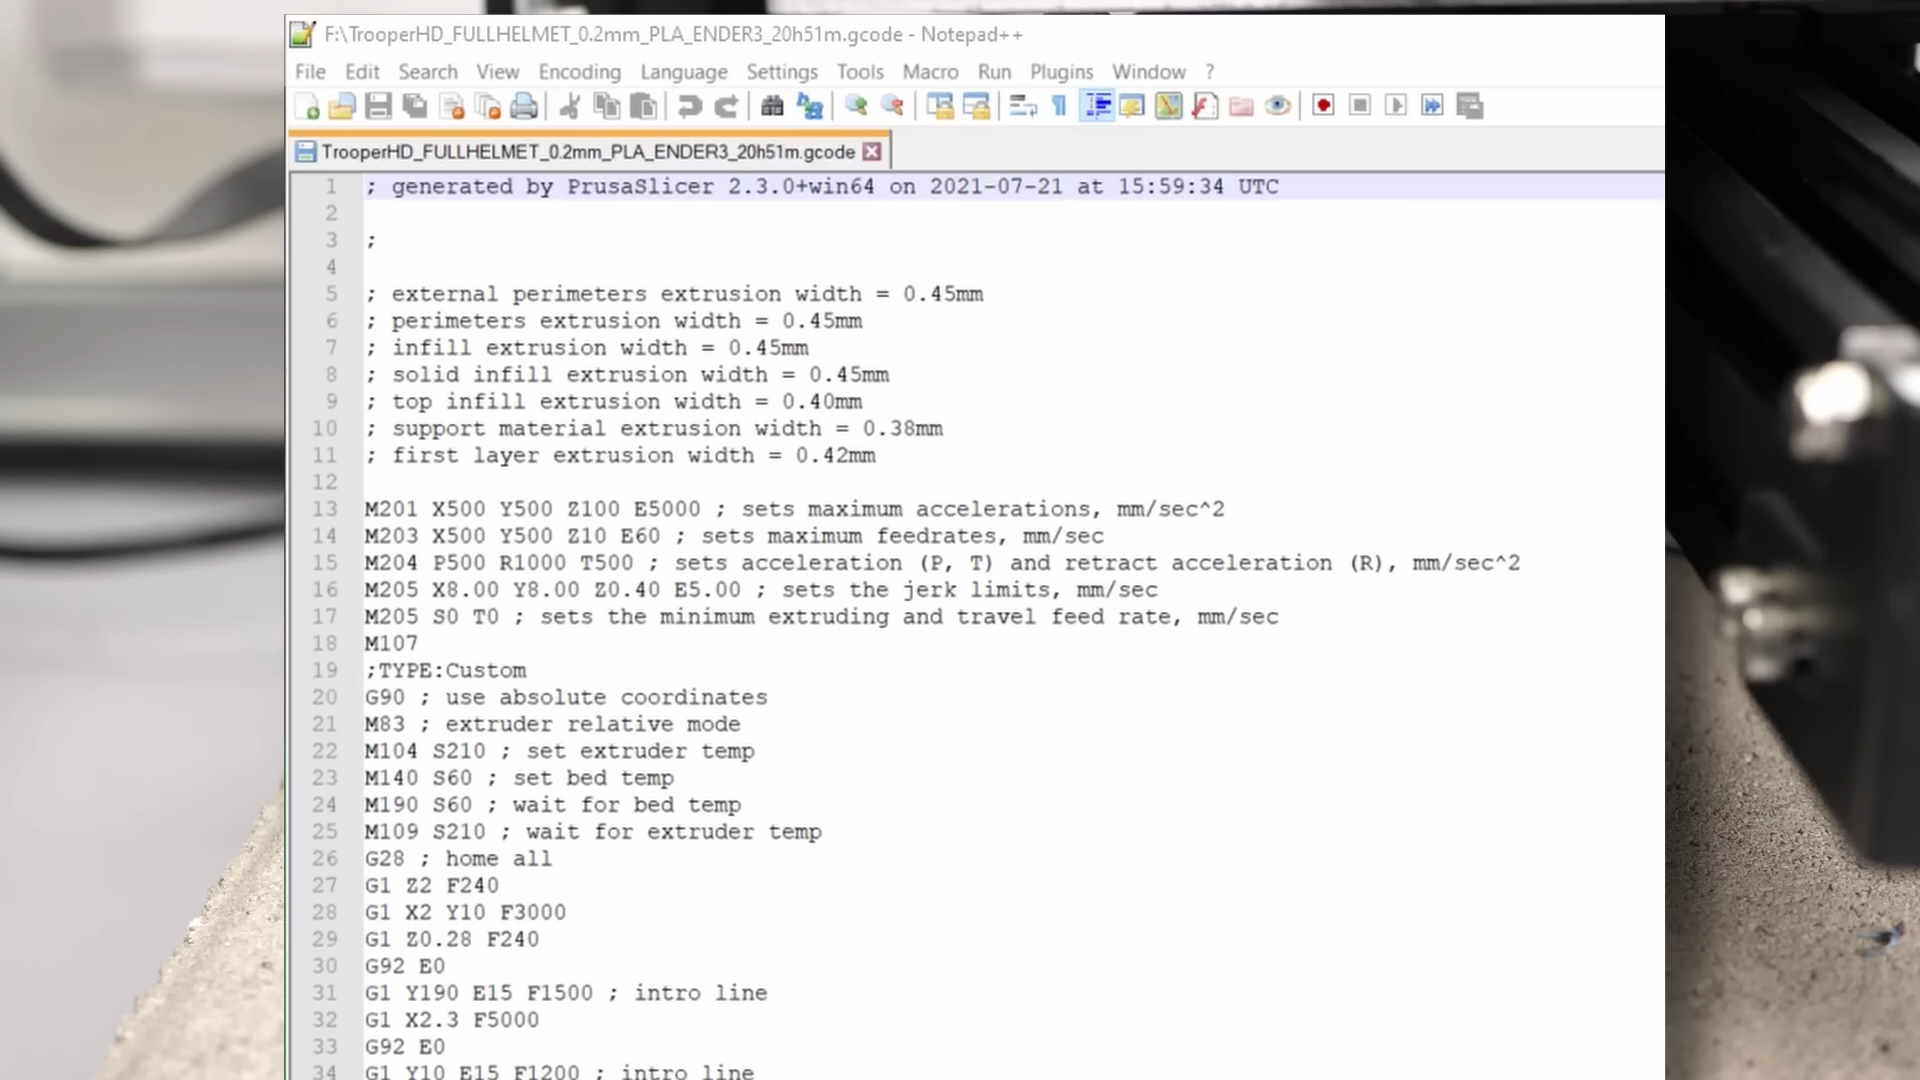 F:\TrooperHD_FULLHELMET_0.2mm_PLA_ENDER3_20h51m.gcode - Notepad++
File Edit Search View Encoding Language Settings Tools Macro Run Plugins Window ?
TrooperHD_FULLHELMET_0.2mm_PLA_ENDER3_20h51m.gcode
1 ; generated by PrusaSlicer 2.3.0+win64 on 2021-07-21 at 15:59:34 UTC
2
3 ;
4
5 ; external perimeters extrusion width = 0.45mm
6 ; perimeters extrusion width = 0.45mm
7 ; infill extrusion width = 0.45mm
8 ; solid infill extrusion width = 0.45mm
9 ; top infill extrusion width = 0.40mm
10 ; support material extrusion width = 0.38mm
11 ; first layer extrusion width = 0.42mm
12
13 M201 X500 Y500 Z100 E5000 ; sets maximum accelerations, mm/sec^2
14 M203 X500 Y500 Z10 E60 ; sets maximum feedrates, mm/sec
15 M204 P500 R1000 T500 ; sets acceleration (P, T) and retract acceleration (R), mm/sec^2
16 M205 X8.00 Y8.00 Z0.40 E5.00 ; sets the jerk limits, mm/sec
17 M205 S0 T0 ; sets the minimum extruding and travel feed rate, mm/sec
18 M107
19 ;TYPE:Custom
20 G90 ; use absolute coordinates
21 M83 ; extruder relative mode
22 M104 S210 ; set extruder temp
23 M140 S60 ; set bed temp
24 M190 S60 ; wait for bed temp
25 M109 S210 ; wait for extruder temp
26 G28 ; home all
27 G1 Z2 F240
28 G1 X2 Y10 F3000
29 G1 Z0.28 F240
30 G92 E0
31 G1 Y190 E15 F1500 ; intro line
32 G1 X2.3 F5000
33 G92 E0
34 G1 Y10 E15 F1200 ; intro line